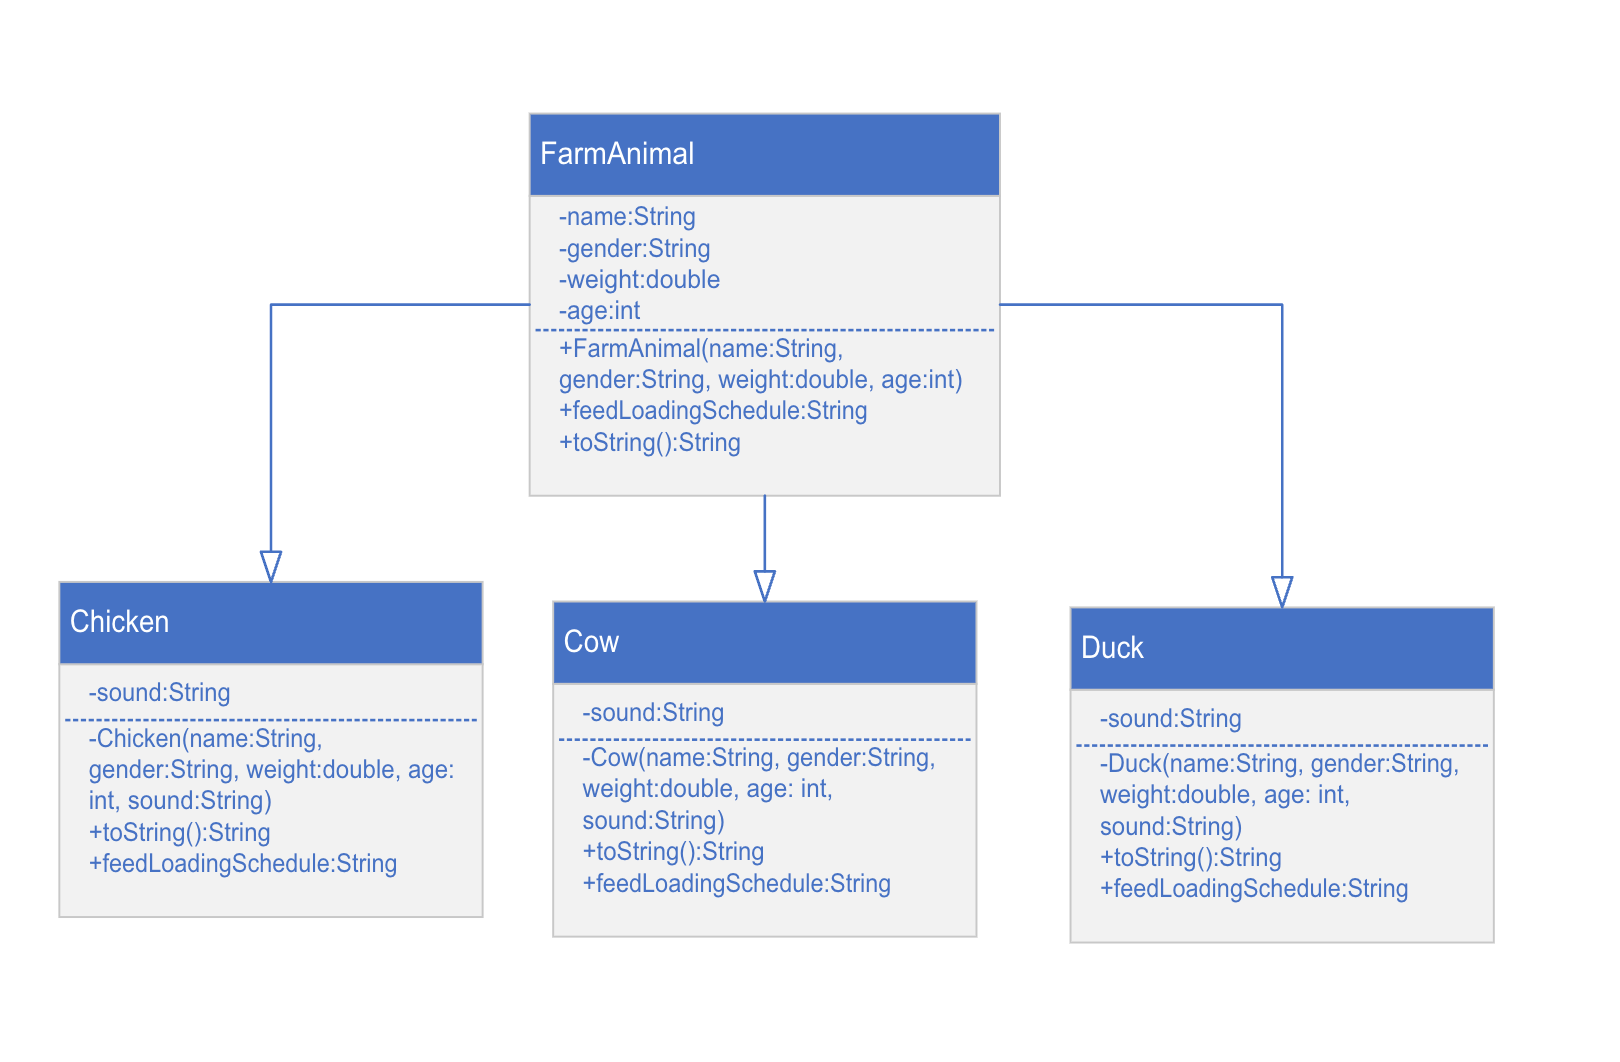 FarmAnimal
-name:String
-gender:String
-weight:double
-age:int
+FarmAnimal(name:String,
gender:String, weight:double, age:int)
+feedLoadingSchedule:String
+toString():String
Chicken
-sound:String
-Chicken(name:String,
gender:String, weight:double, age:
int, sound:String)
+toString():String
+feedLoadingSchedule:String
Cow
-sound:String
-Cow(name:String, gender:String,
weight:double, age: int,
sound:String)
+toString():String
+feedLoadingSchedule:String
Duck
-sound:String
-Duck(name:String, gender:String,
weight:double, age: int,
sound:String)
+toString():String
+feedLoadingSchedule:String